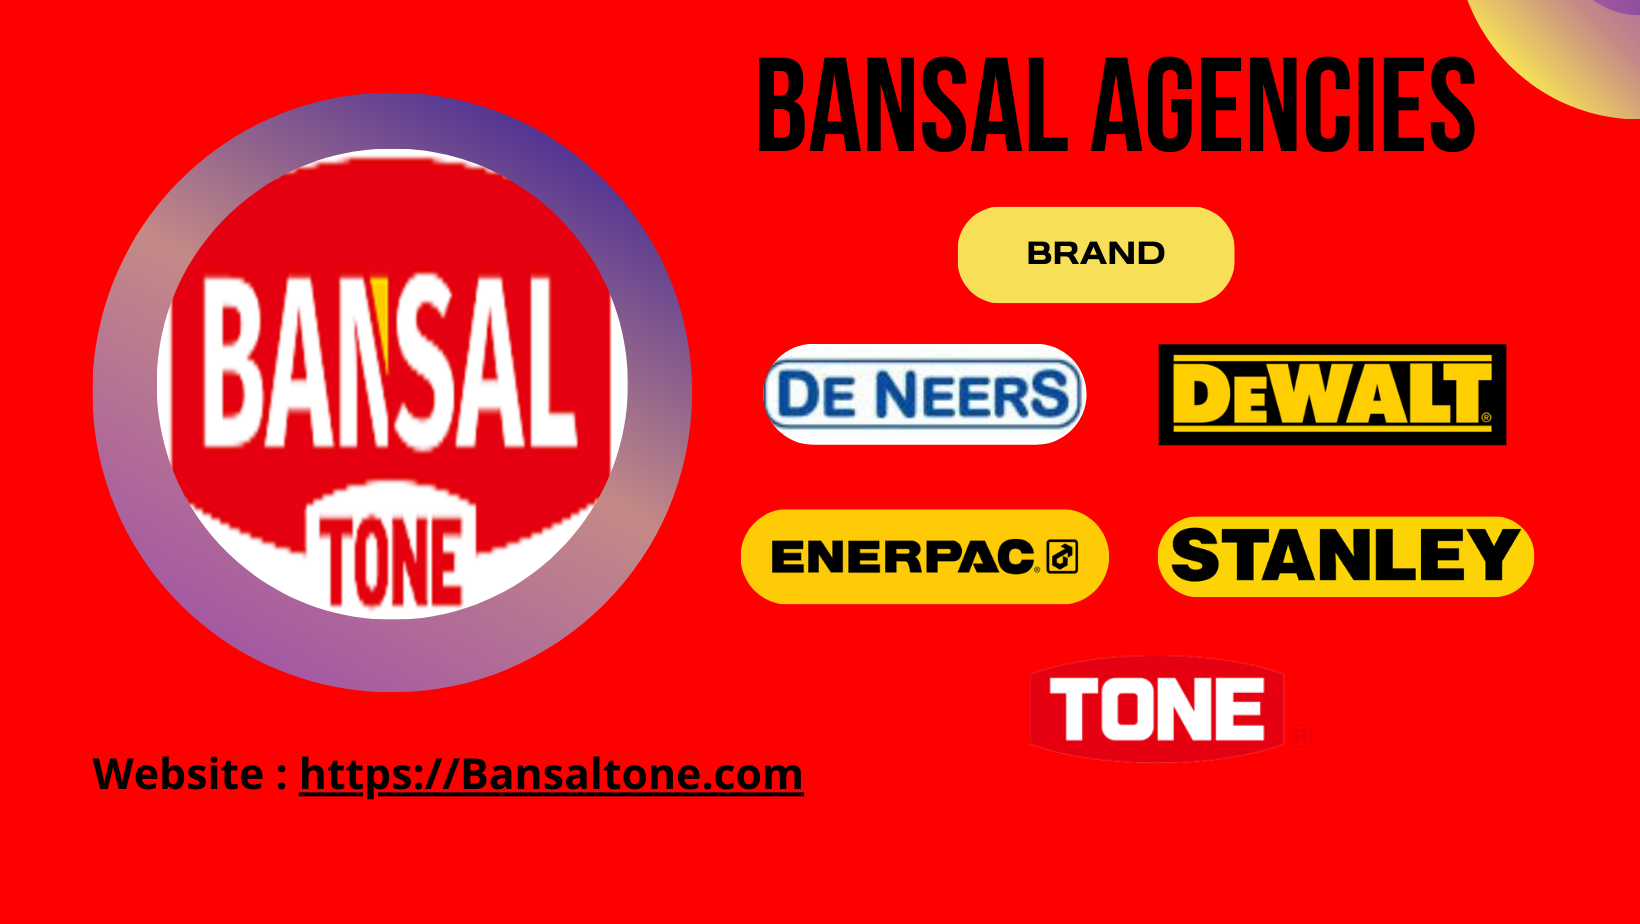 BANSAL AGENCIES
BRAND
BANSAL
TONE
DE NEERS
DEWALT®
ENERPAC®
STANLEY
TONE®
Website : https://Bansaltone.com